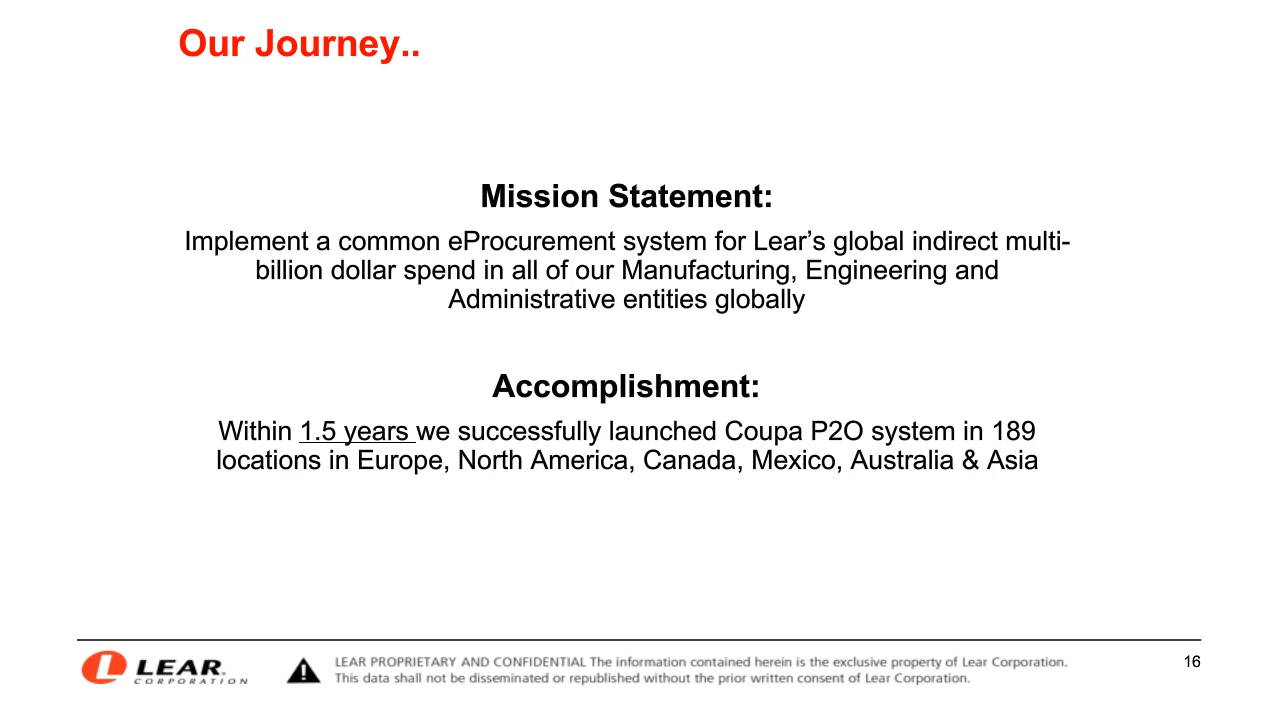 Our Journey..
Mission Statement:
Implement a common eProcurement system for Lear’s global indirect multi-
billion dollar spend in all of our Manufacturing, Engineering and
Administrative entities globally
Accomplishment:
Within 1.5 years we successfully launched Coupa P2O system in 189
locations in Europe, North America, Canada, Mexico, Australia & Asia
LEAR.
CORPORATION
LEAR PROPRIETARY AND CONFIDENTIAL The information contained herein is the exclusive property of Lear Corporation.
This data shall not be disseminated or republished without the prior written consent of Lear Corporation.
16